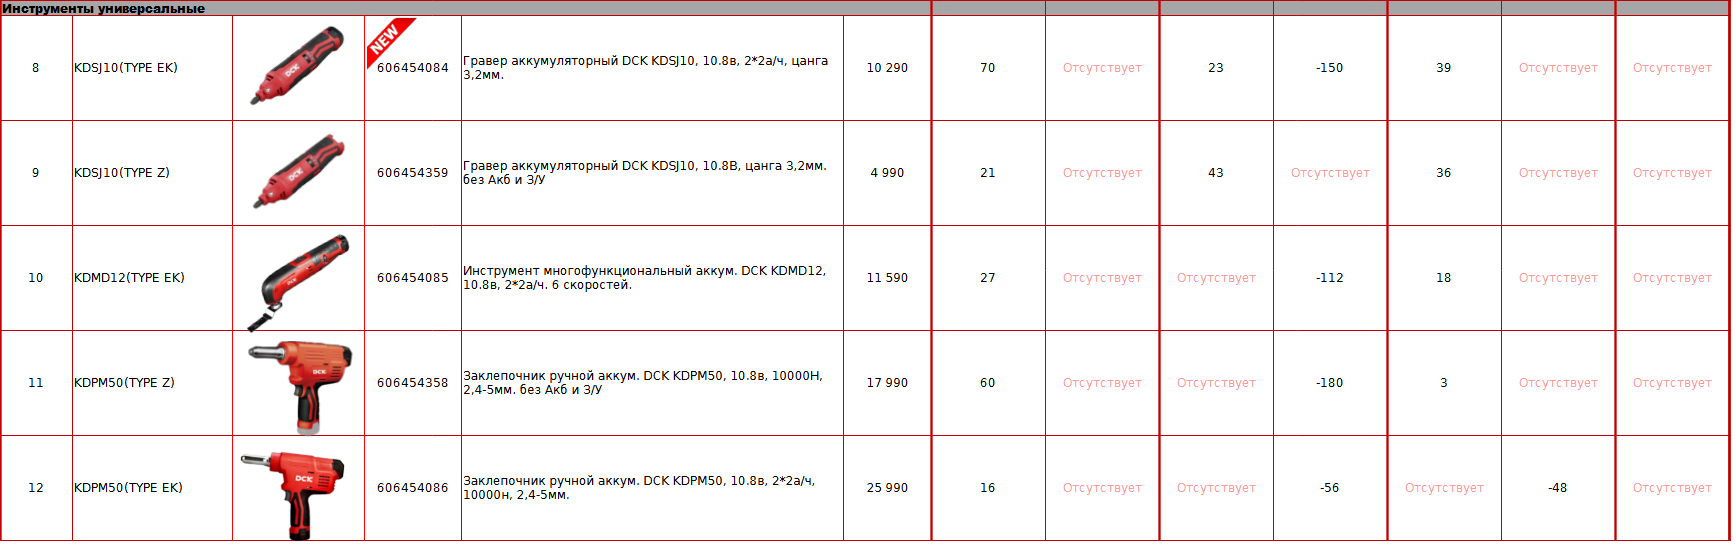 Инструменты универсальные
8 KDSJ10(TYPE EK) DCK NEW 606454084 Гравер аккумуляторный DCK KDSJ10, 10.8в, 2*2а/ч, цанга 10 290 70 Отсутствует 23 -150 39 Отсутствует Отсутствует
3,2мм.
9 KDSJ10(TYPE Z) DCK 606454359 Гравер аккумуляторный DCK KDSJ10, 10.8В, цанга 3,2мм. 4 990 21 Отсутствует 43 Отсутствует 36 Отсутствует Отсутствует
без Акб и З/У
10 KDMD12(TYPE EK) 606454085 Инструмент многофункциональный аккум. DCK KDMD12, 11 590 27 Отсутствует Отсутствует -112 18 Отсутствует Отсутствует
10.8в, 2*2а/ч. 6 скоростей.
11 KDPM50(TYPE Z) DCK 606454358 Заклепочник ручной аккум. DCK KDPM50, 10.8в, 10000Н, 17 990 60 Отсутствует Отсутствует -180 3 Отсутствует Отсутствует
2,4-5мм. без Акб и З/У
12 KDPM50(TYPE EK) DCK 606454086 Заклепочник ручной аккум. DCK KDPM50, 10.8в, 2*2а/ч, 25 990 16 Отсутствует Отсутствует -56 Отсутствует -48 Отсутствует
10000н, 2,4-5мм.